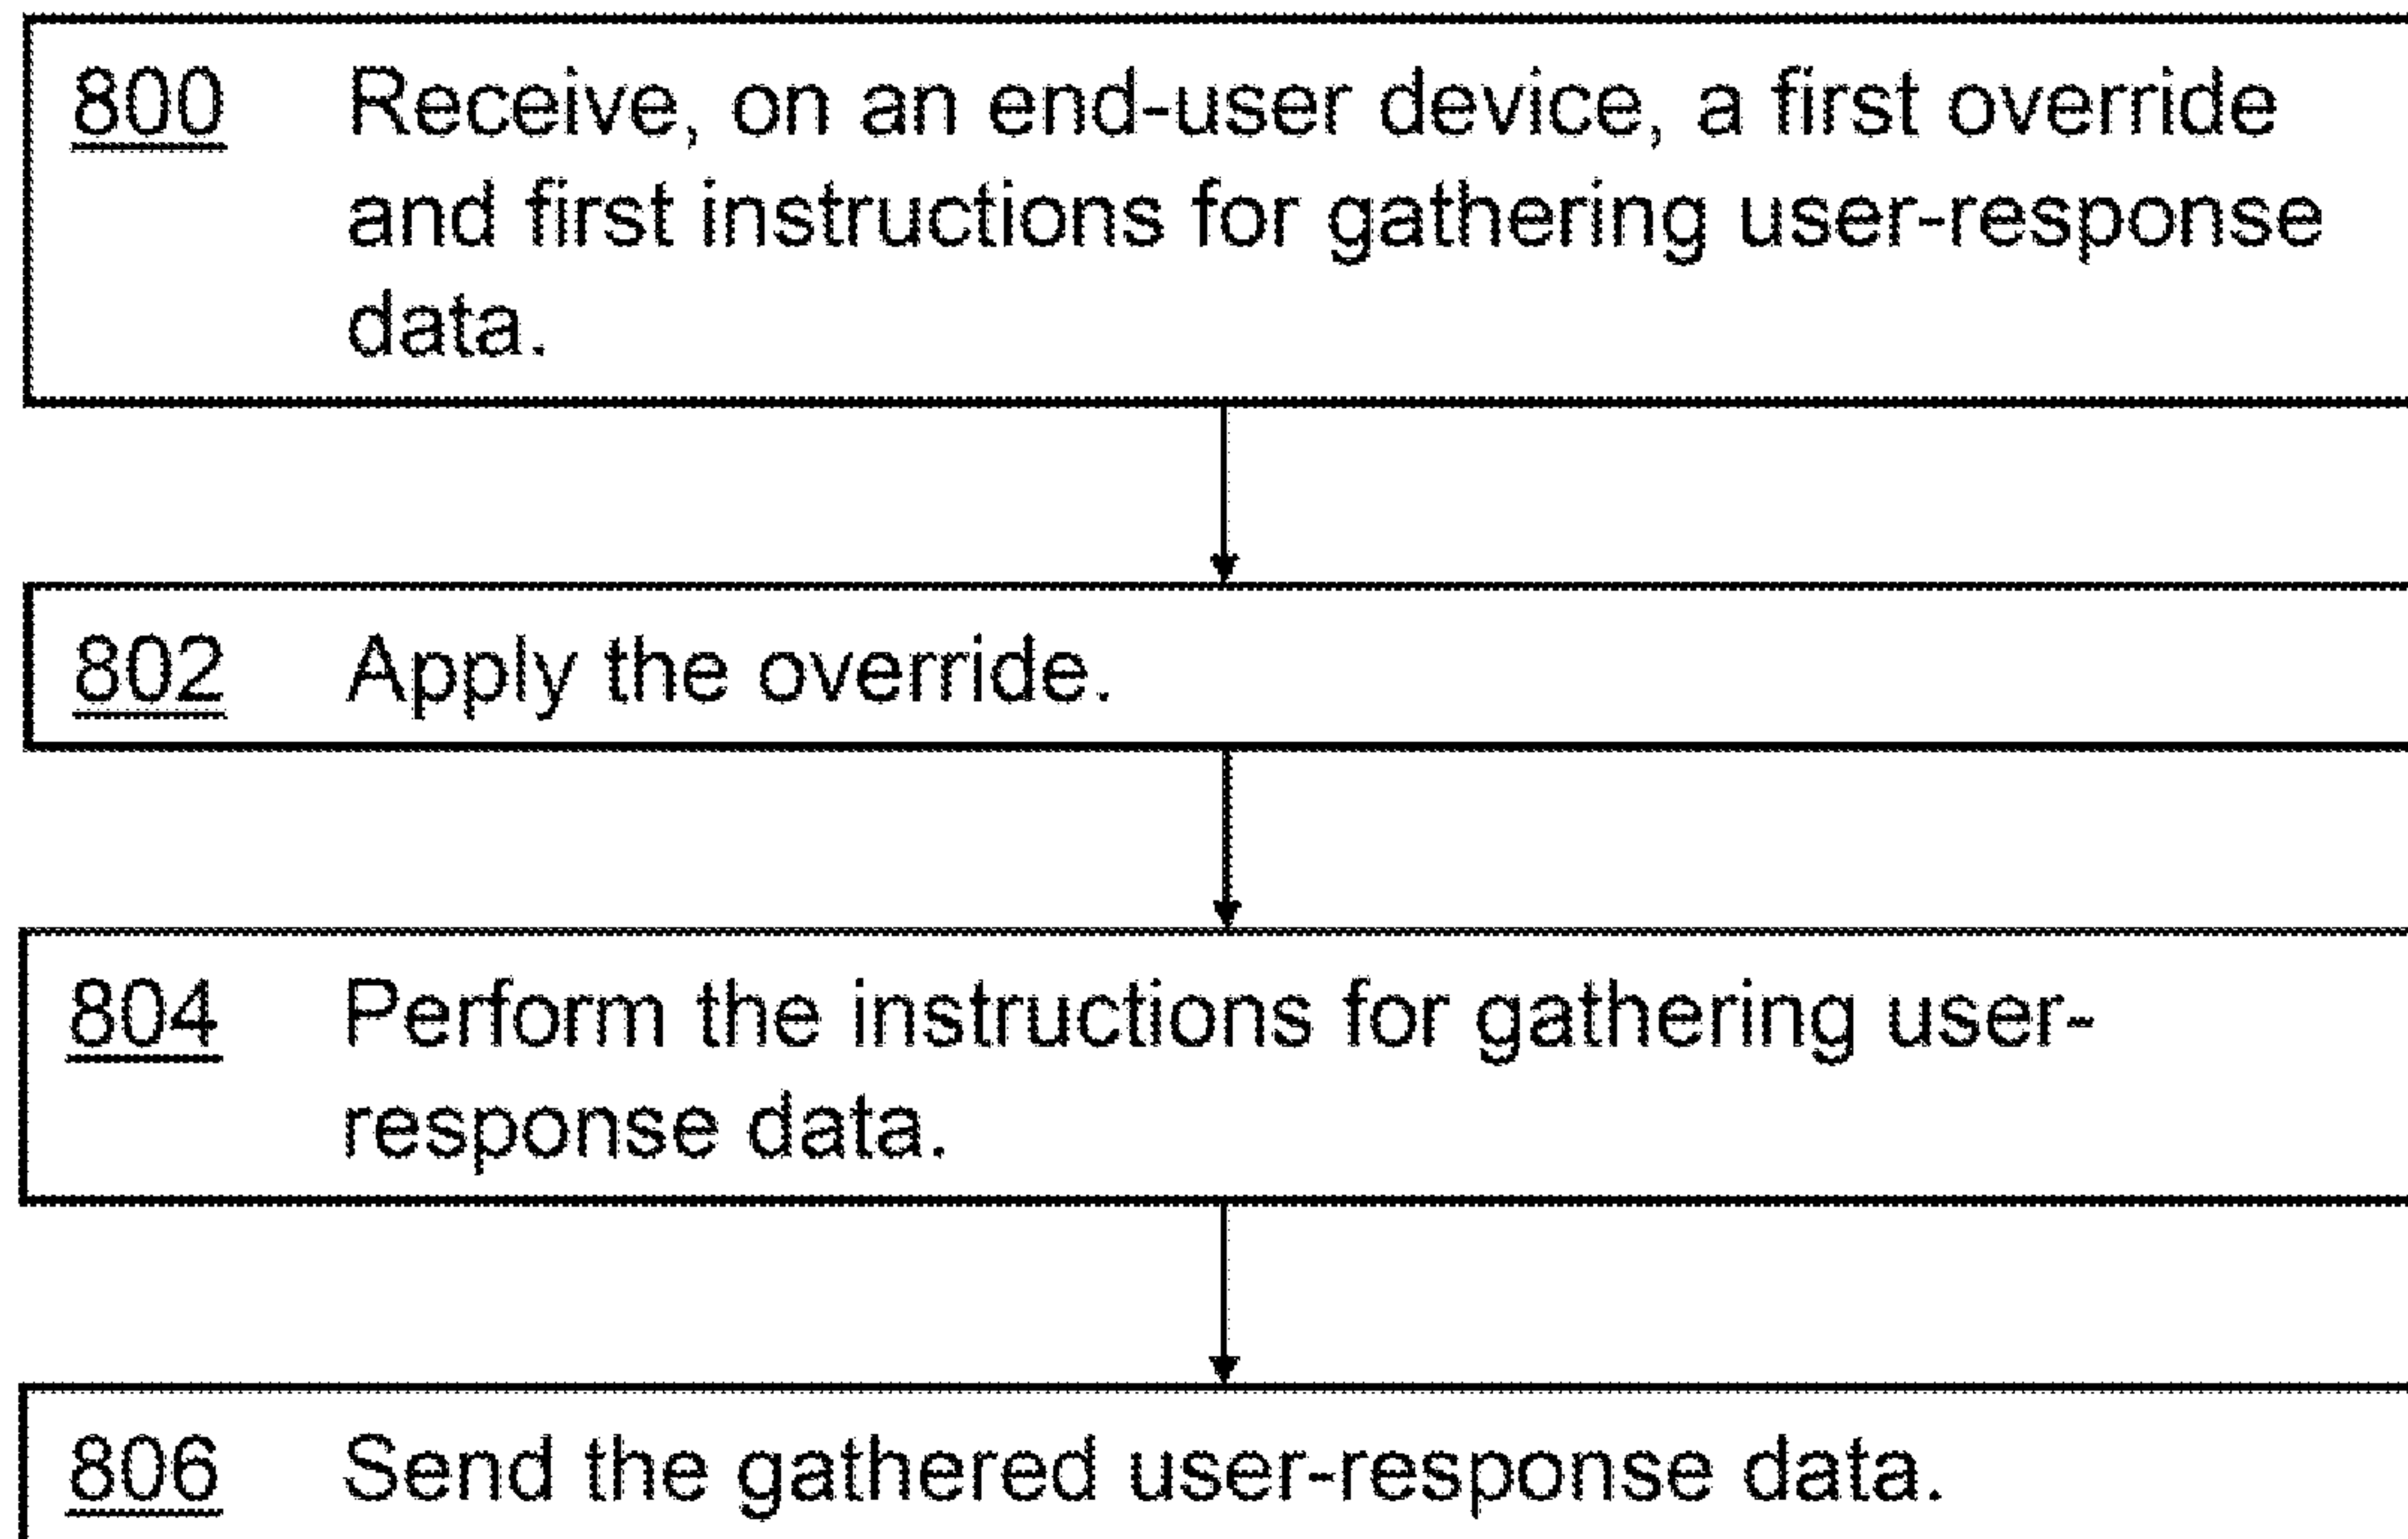 800 Receive, on an end-user device, a first override
and first instructions for gathering user-response
data.
802 Apply the override.
804 Perform the instructions for gathering user-
response data.
806 Send the gathered user-response data.